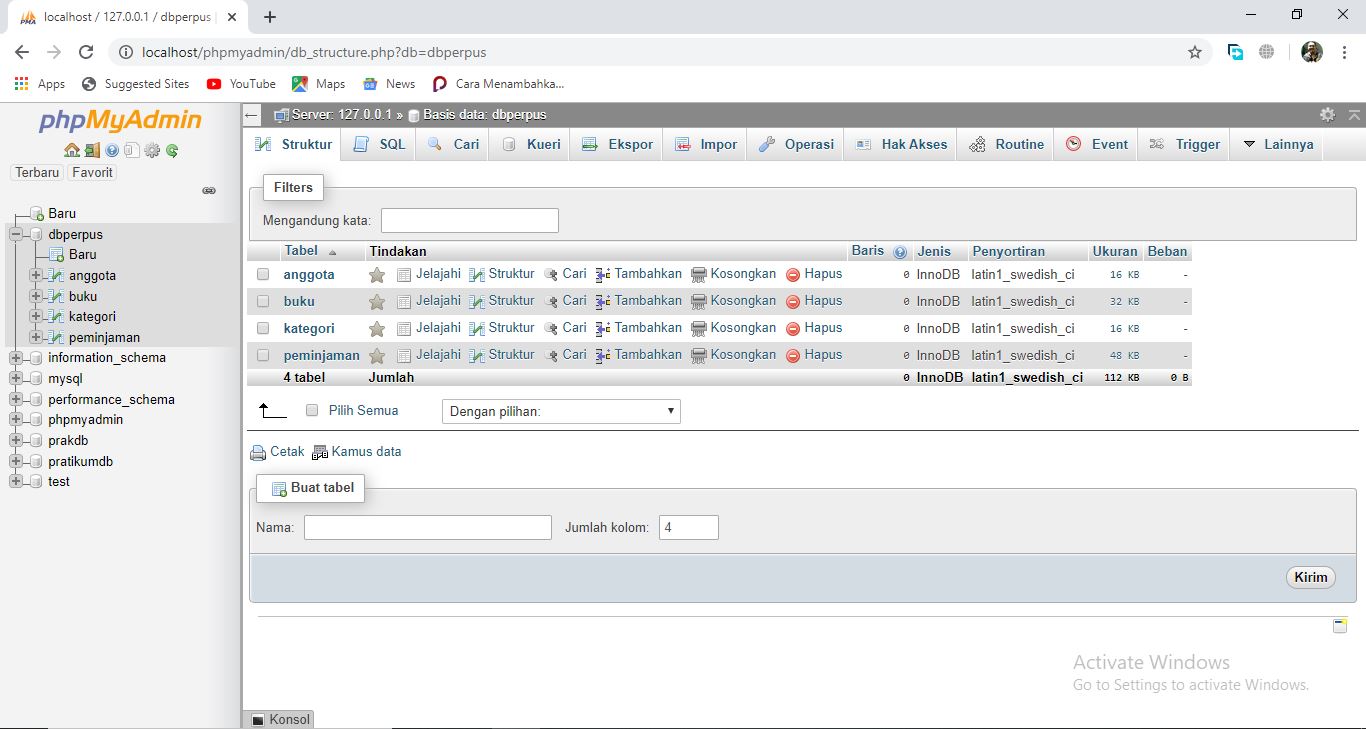 localhost / 127.0.0.1 / dbperpus
localhost/phpmyadmin/db_structure.php?db=dbperpus
Apps Suggested Sites YouTube Maps News Cara Menambahka...
phpMyAdmin
Terbaru Favorit
Baru
dbperpus
Baru
anggota
buku
kategori
peminjaman
information_schema
mysql
performance_schema
phpmyadmin
prakdb
pratikumdb
test
Server: 127.0.0.1 » Basis data: dbperpus
Struktur SQL Cari Kueri Ekspor Impor Operasi Hak Akses Routine Event Trigger Lainnya
Filters
Mengandung kata:
Tabel Tindakan Baris Jenis Penyortiran Ukuran Beban
anggota Jelajahi Struktur Cari Tambahkan Kosongkan Hapus 0 InnoDB latin1_swedish_ci 16 KB -
buku Jelajahi Struktur Cari Tambahkan Kosongkan Hapus 0 InnoDB latin1_swedish_ci 32 KB -
kategori Jelajahi Struktur Cari Tambahkan Kosongkan Hapus 0 InnoDB latin1_swedish_ci 16 KB -
peminjaman Jelajahi Struktur Cari Tambahkan Kosongkan Hapus 0 InnoDB latin1_swedish_ci 48 KB -
4 tabel Jumlah 0 InnoDB latin1_swedish_ci 112 KB 0 B
Pilih Semua Dengan pilihan:
Cetak Kamus data
Buat tabel
Nama: Jumlah kolom: 4
Kirim
Activate Windows
Go to Settings to activate Windows.
Konsol